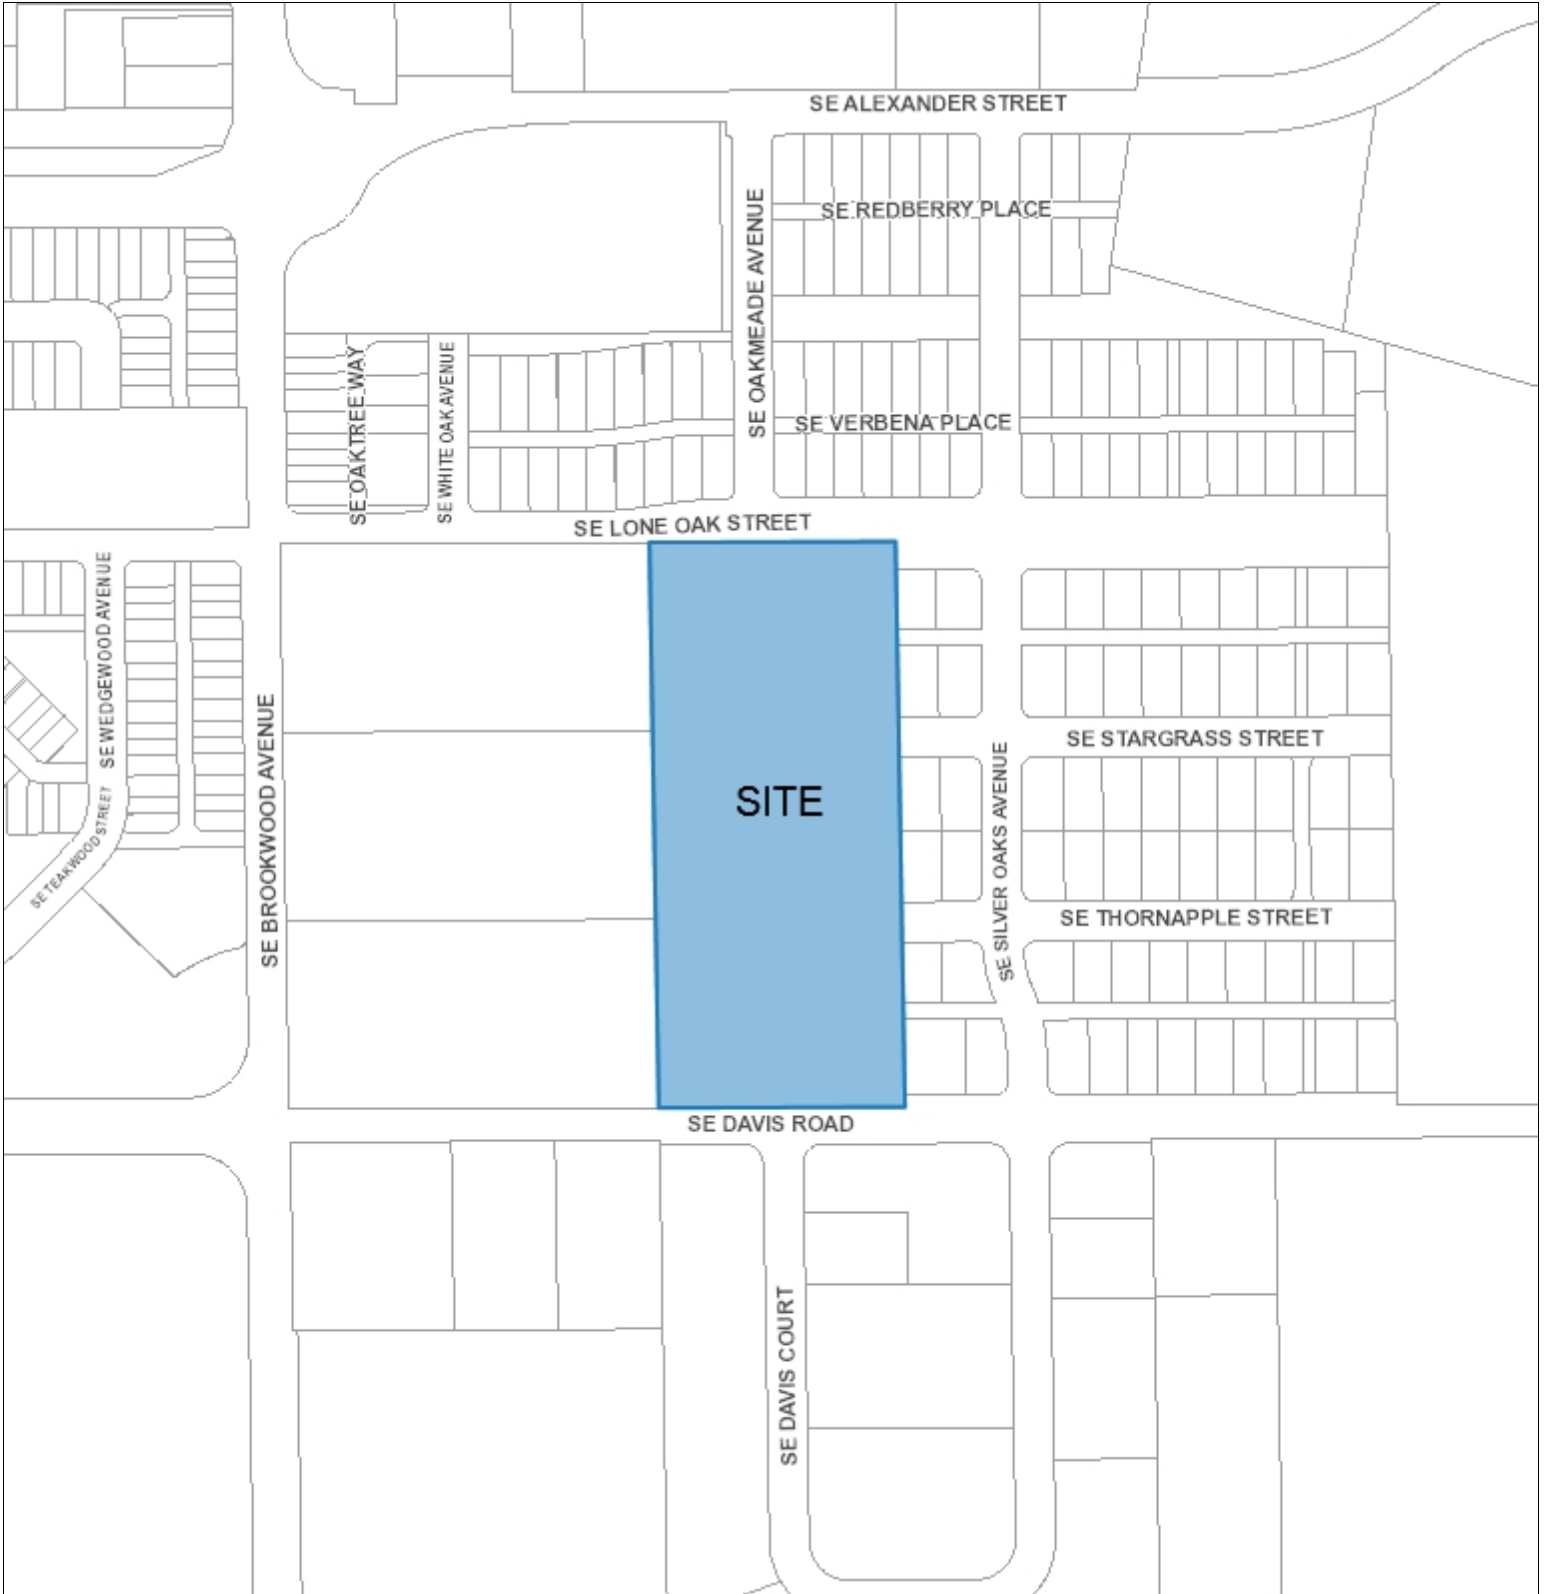 SE ALEXANDER STREET
SE REDBERRY PLACE
SE OAKMEADE AVENUE
SE OAKTREE WAY
SE WHITE OAK AVENUE
SE VERBENA PLACE
SE LONE OAK STREET
SE WEDGEWOOD AVENUE
SE BROOKWOOD AVENUE
SE STARGRASS STREET
SITE
SE SILVER OAKS AVENUE
SE TEAKWOOD STREET
SE THORNAPPLE STREET
SE DAVIS ROAD
SE DAVIS COURT